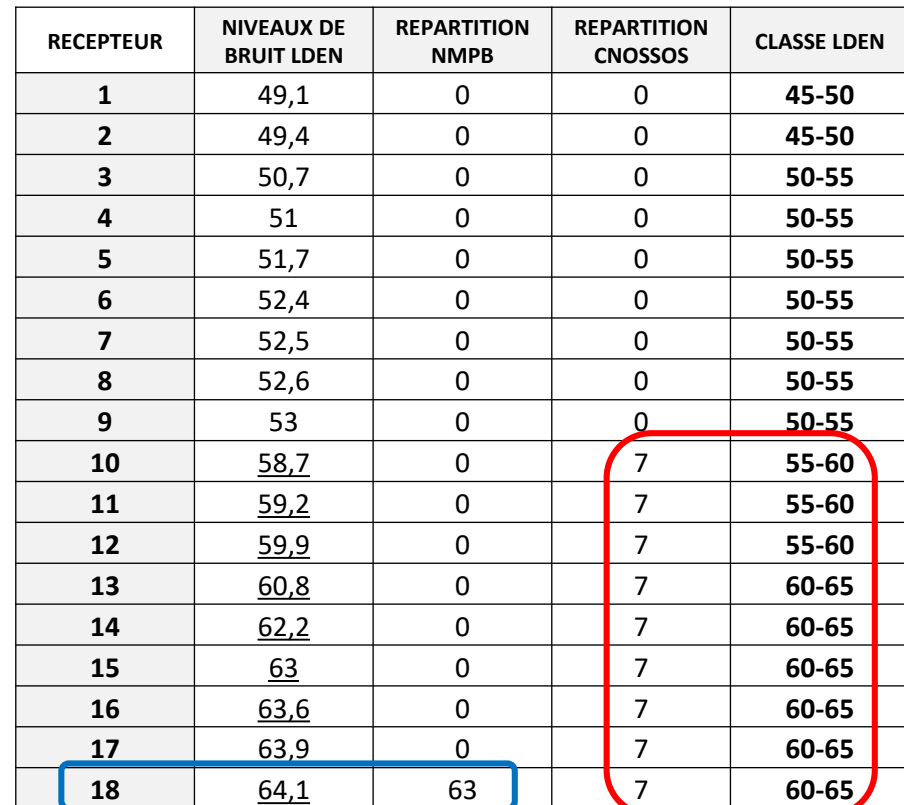 RECEPTEUR NIVEAUX DE BRUIT LDEN REPARTITION NMPB REPARTITION CNOSSOS CLASSE LDEN
1 49,1 0 0 45-50
2 49,4 0 0 45-50
3 50,7 0 0 50-55
4 51 0 0 50-55
5 51,7 0 0 50-55
6 52,4 0 0 50-55
7 52,5 0 0 50-55
8 52,6 0 0 50-55
9 53 0 0 50-55
10 58,7 0 7 55-60
11 59,2 0 7 55-60
12 59,9 0 7 55-60
13 60,8 0 7 60-65
14 62,2 0 7 60-65
15 63 0 7 60-65
16 63,6 0 7 60-65
17 63,9 0 7 60-65
18 64,1 63 7 60-65